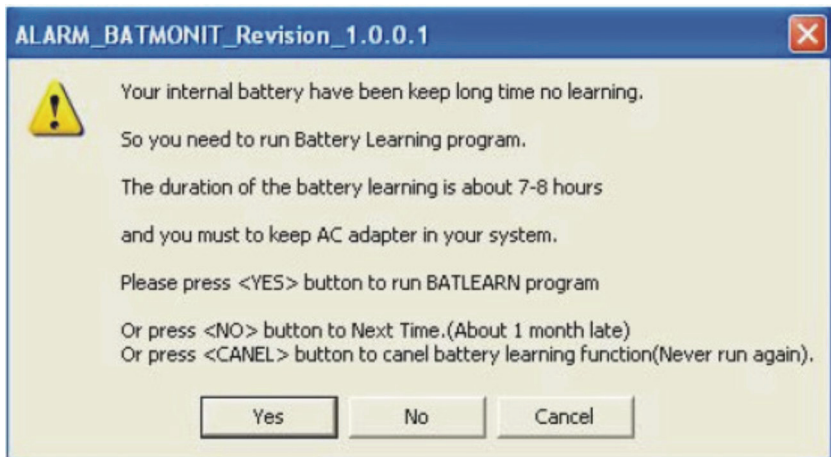 ALARM_BATMONIT_Revision_1.0.0.1
Your internal battery have been keep long time no learning.
So you need to run Battery Learning program.
The duration of the battery learning is about 7-8 hours
and you must to keep AC adapter in your system.
Please press <YES> button to run BATLEARN program
Or press <NO> button to Next Time.(About 1 month late)
Or press <CANEL> button to canel battery learning function(Never run again).
Yes No Cancel